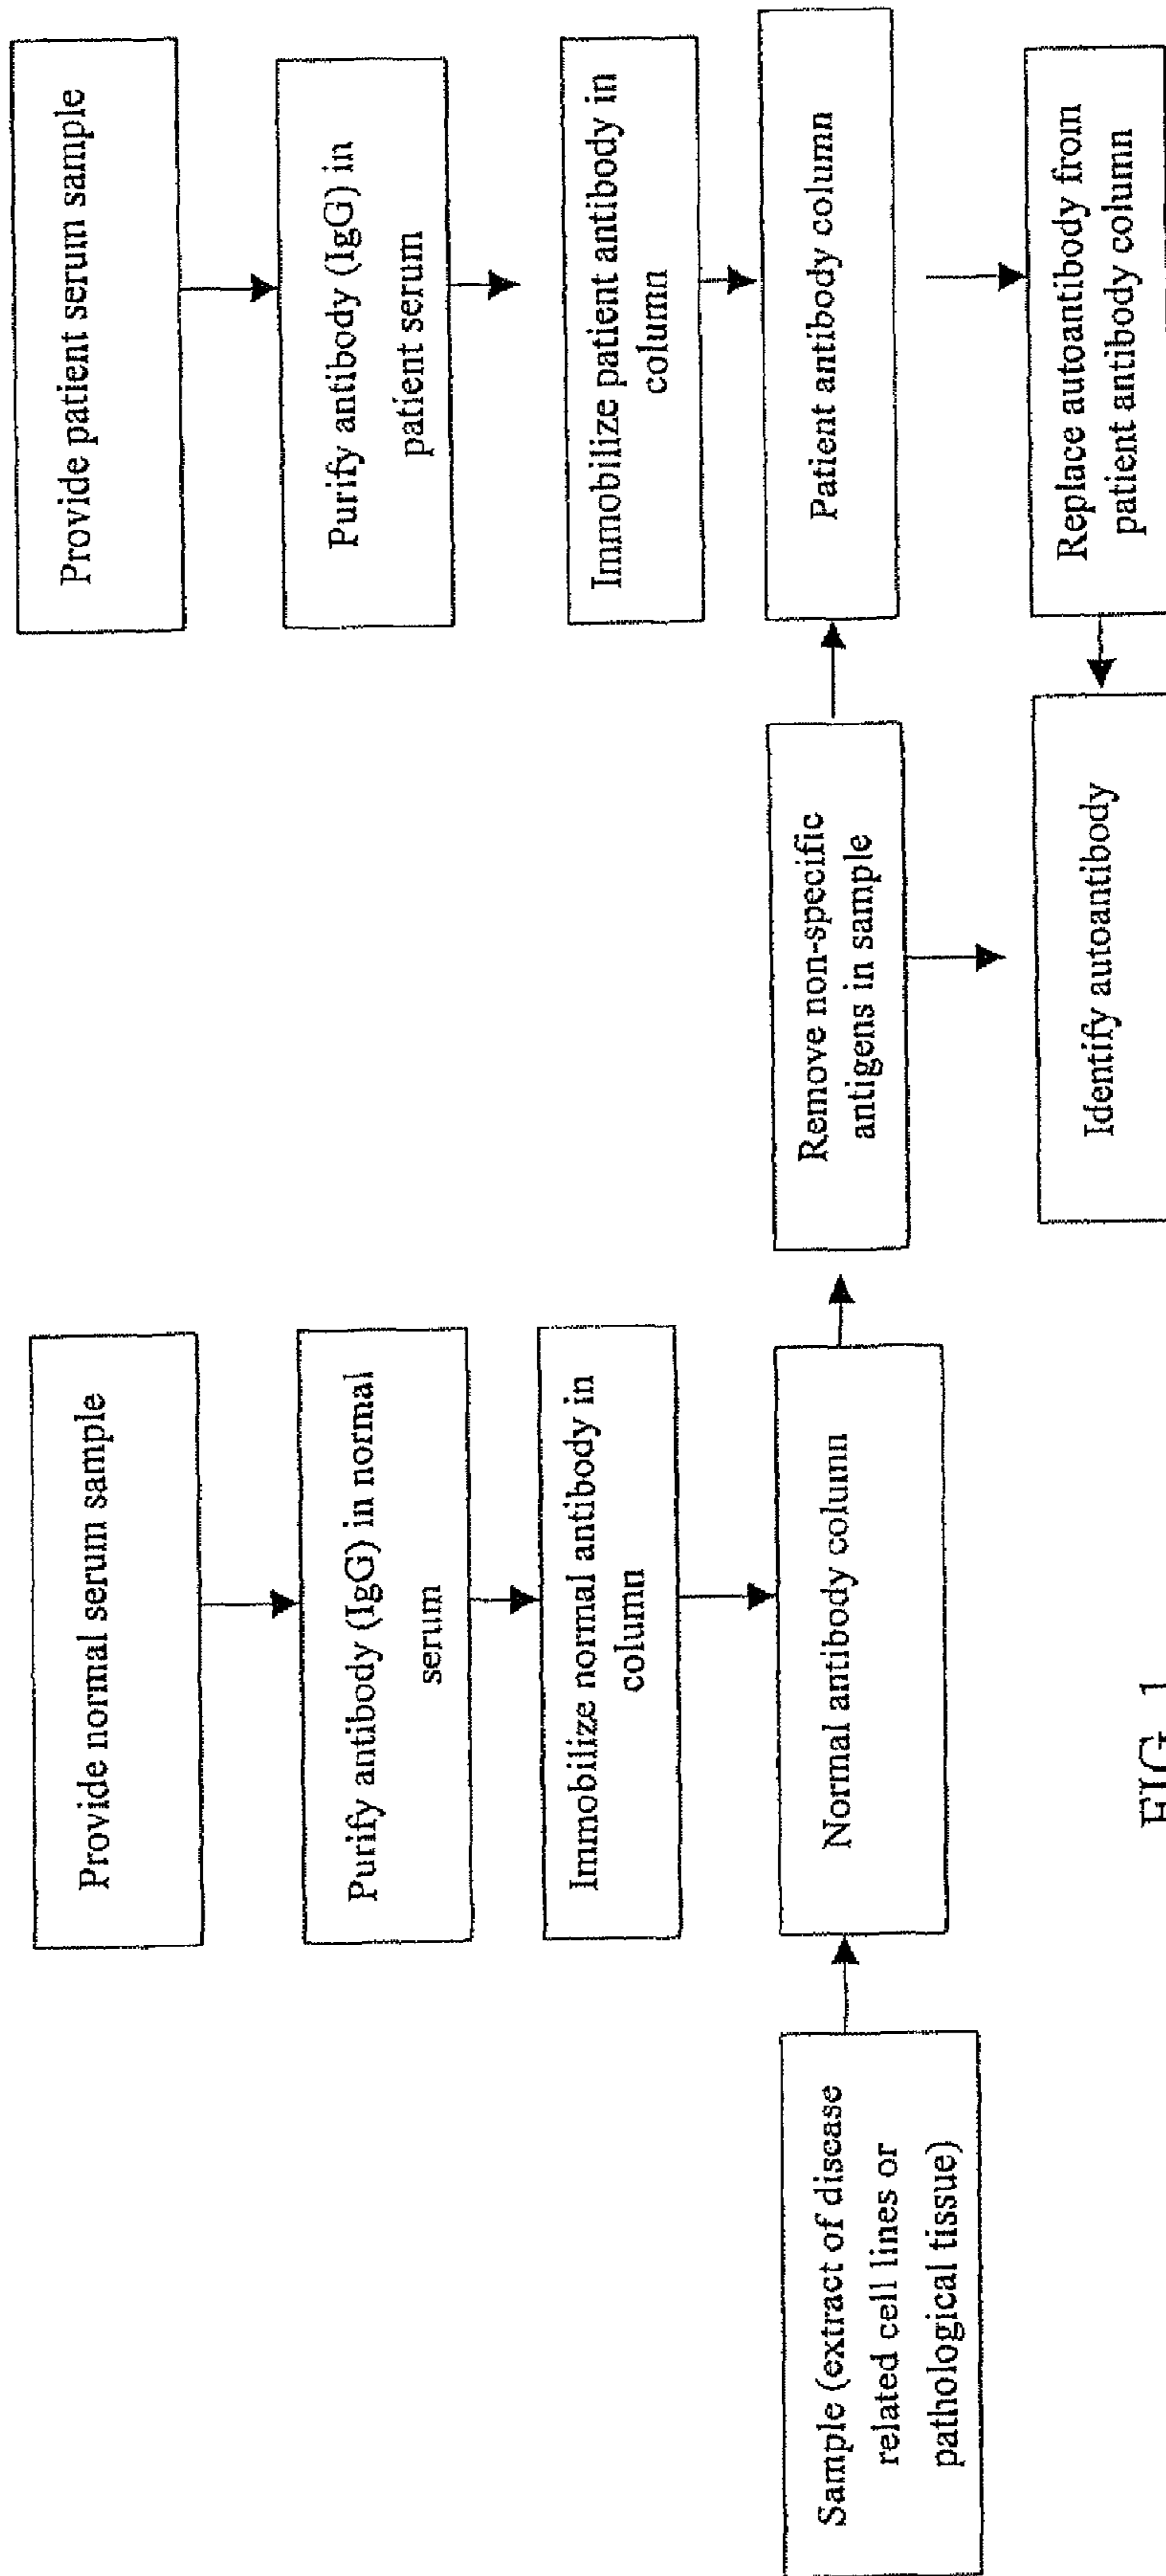 Provide normal serum sample
Purify antibody (IgG) in normal
serum
Immobilize normal antibody in
column
Normal antibody column
Sample (extract of disease
related cell lines or
pathological tissue)
Remove non-specific
antigens in sample
Identify autoantibody
Provide patient serum sample
Purify antibody (IgG) in
patient serum
Immobilize patient antibody in
column
Patient antibody column
Replace autoantibody from
patient antibody column
FIG. 1